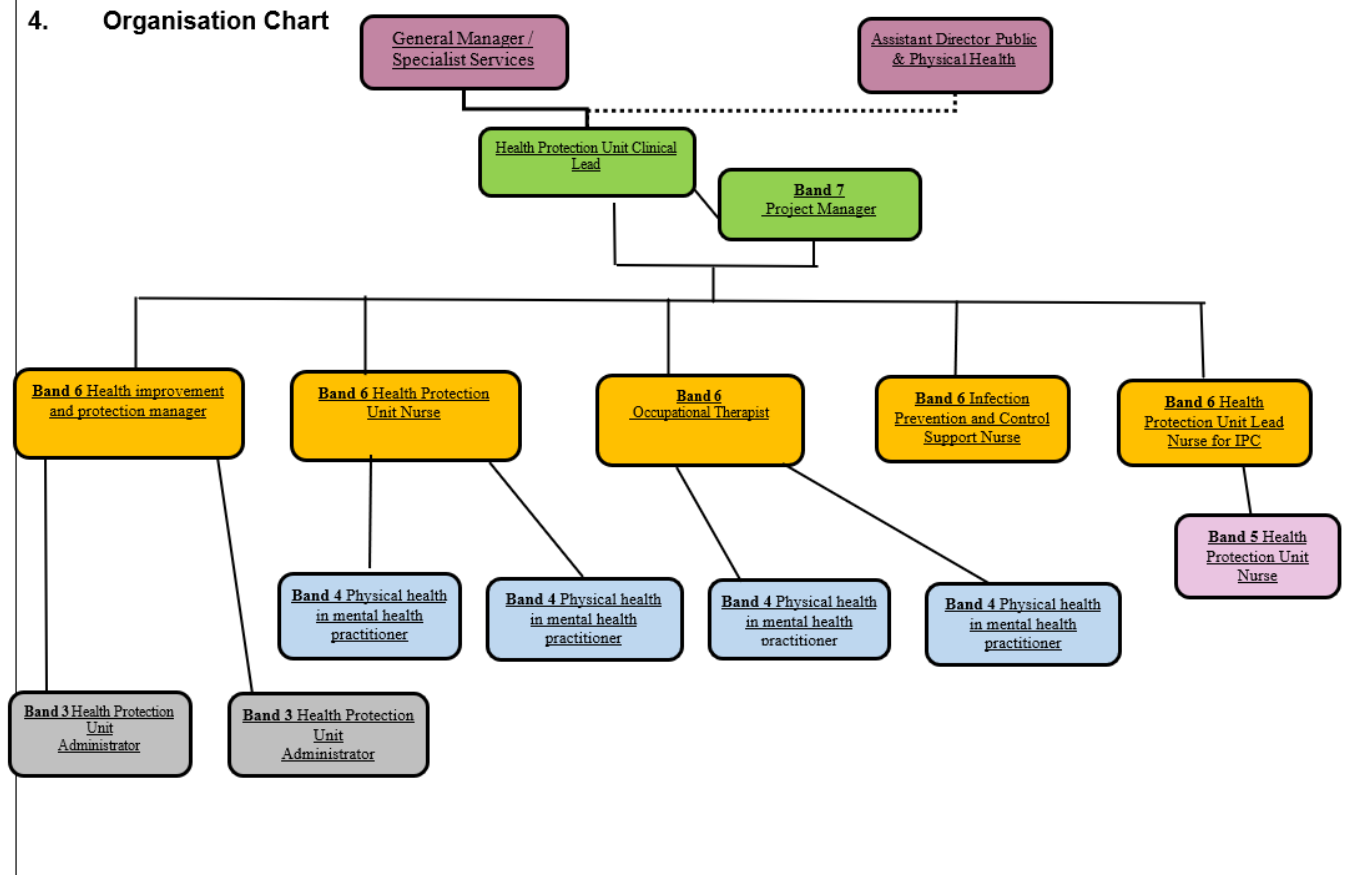 4. Organisation Chart
General Manager /
Specialist Services
Assistant Director Public
& Physical Health
Health Protection Unit Clinical
Lead
Band 7
Project Manager
Band 6 Health improvement
and protection manager
Band 6 Health Protection
Unit Nurse
Band 6
Occupational Therapist
Band 6 Infection
Prevention and Control
Support Nurse
Band 6 Health
Protection Unit Lead
Nurse for IPC
Band 5 Health
Protection Unit
Nurse
Band 4 Physical health
in mental health
practitioner
Band 4 Physical health
in mental health
practitioner
Band 4 Physical health
in mental health
practitioner
Band 4 Physical health
in mental health
practitioner
Band 3 Health Protection
Unit
Administrator
Band 3 Health Protection
Unit
Administrator